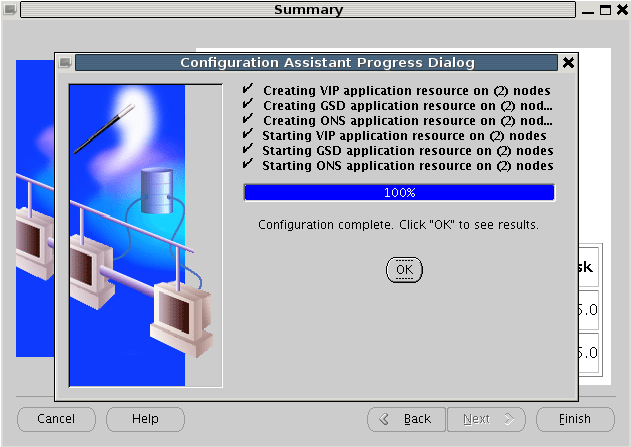 Summary
Configuration Assistant Progress Dialog
Creating VIP application resource on (2) nodes
Creating GSD application resource on (2) nod...
Creating ONS application resource on (2) nod...
Starting VIP application resource on (2) nodes
Starting GSD application resource on (2) nodes
Starting ONS application resource on (2) nodes
100%
Configuration complete. Click "OK" to see results.
OK
sk
5.0
5.0
Cancel Help Back Next Finish